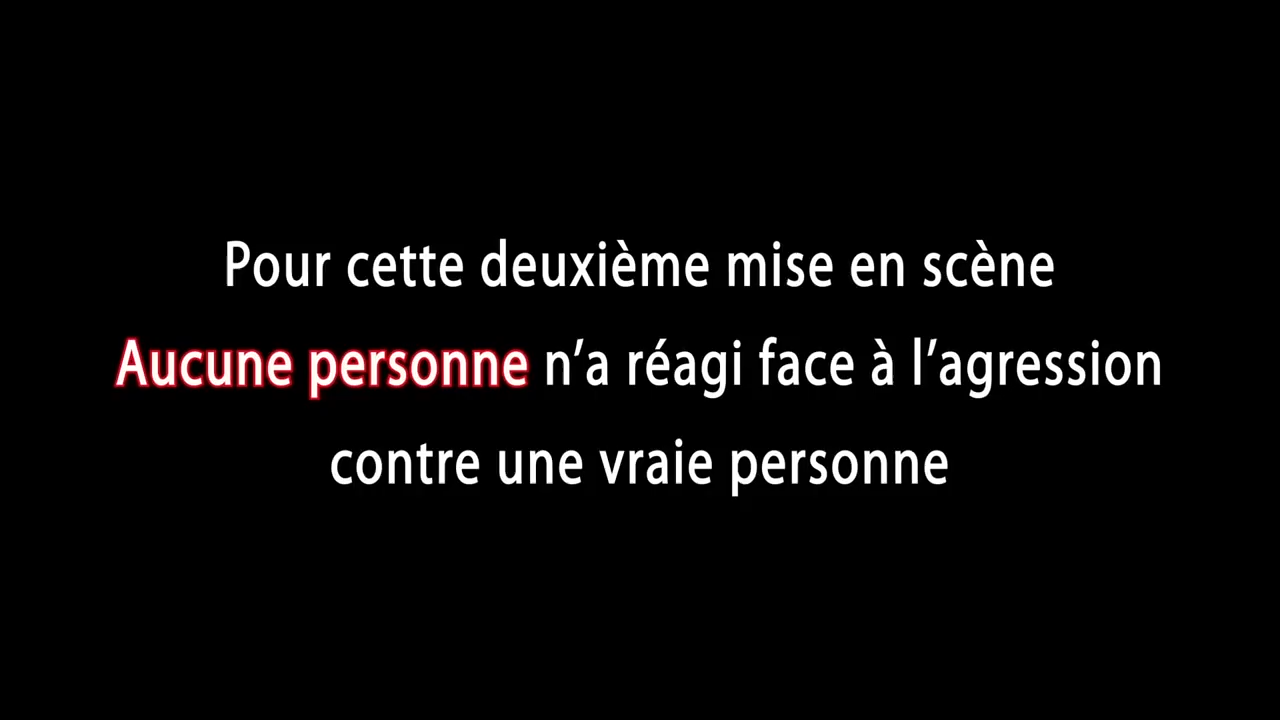 Pour cette deuxième mise en scène
Aucune personne n’a réagi face à l’agression
contre une vraie personne